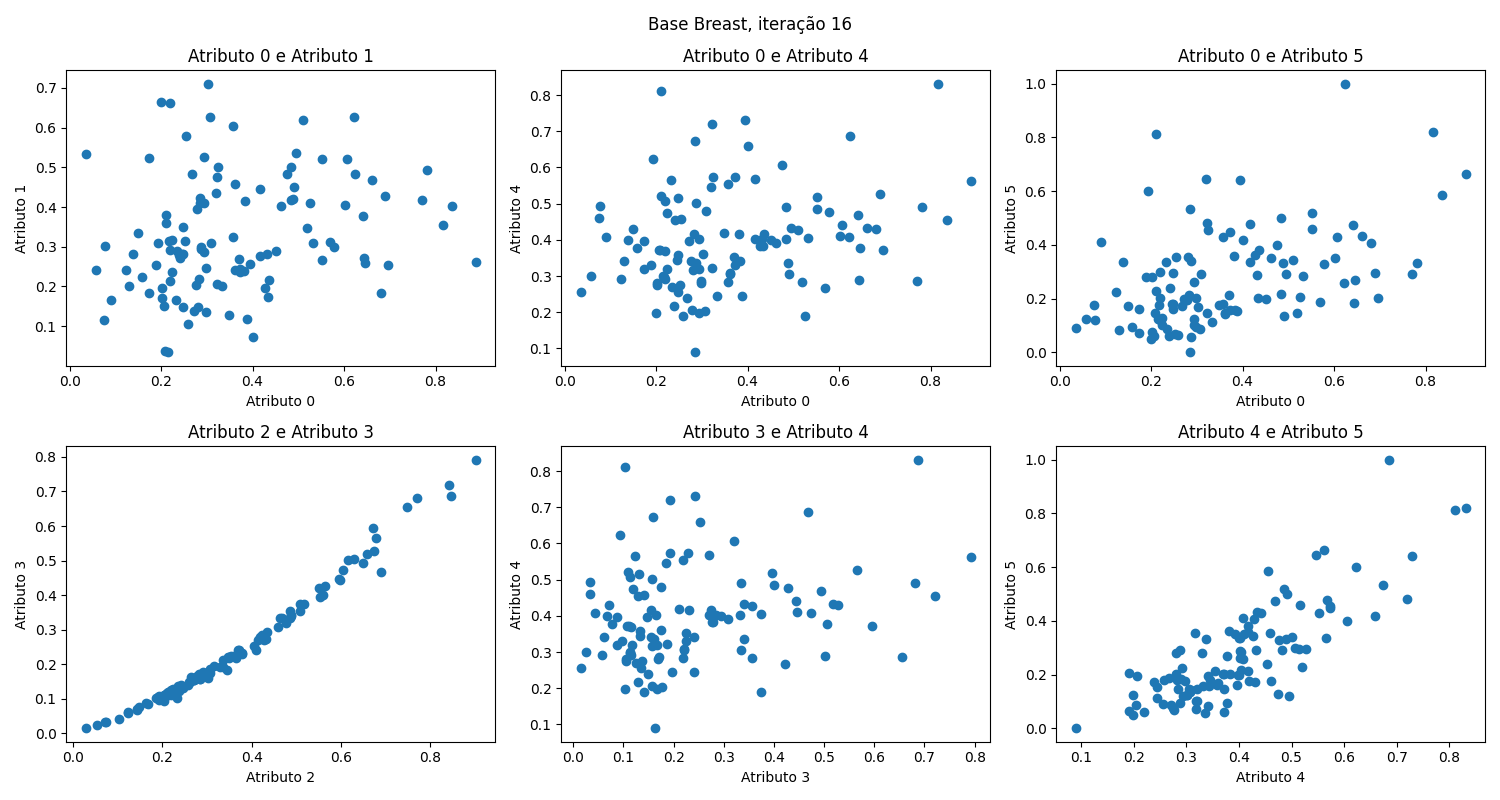 Base Breast, iteração 16
Atributo 0 e Atributo 1
Atributo 0 e Atributo 4
Atributo 0 e Atributo 5
0.7
0.6
0.5
0.4
0.3
0.2
0.1
Atributo 1
0.0 0.2 0.4 0.6 0.8
Atributo 0
0.8
0.7
0.6
0.5
0.4
0.3
0.2
0.1
Atributo 4
0.0 0.2 0.4 0.6 0.8
Atributo 0
1.0
0.8
0.6
0.4
0.2
0.0
Atributo 5
0.0 0.2 0.4 0.6 0.8
Atributo 0
Atributo 2 e Atributo 3
Atributo 3 e Atributo 4
Atributo 4 e Atributo 5
0.8
0.7
0.6
0.5
0.4
0.3
0.2
0.1
0.0
Atributo 3
0.0 0.2 0.4 0.6 0.8
Atributo 2
0.8
0.7
0.6
0.5
0.4
0.3
0.2
0.1
Atributo 4
0.0 0.1 0.2 0.3 0.4 0.5 0.6 0.7 0.8
Atributo 3
1.0
0.8
0.6
0.4
0.2
0.0
Atributo 5
0.1 0.2 0.3 0.4 0.5 0.6 0.7 0.8
Atributo 4